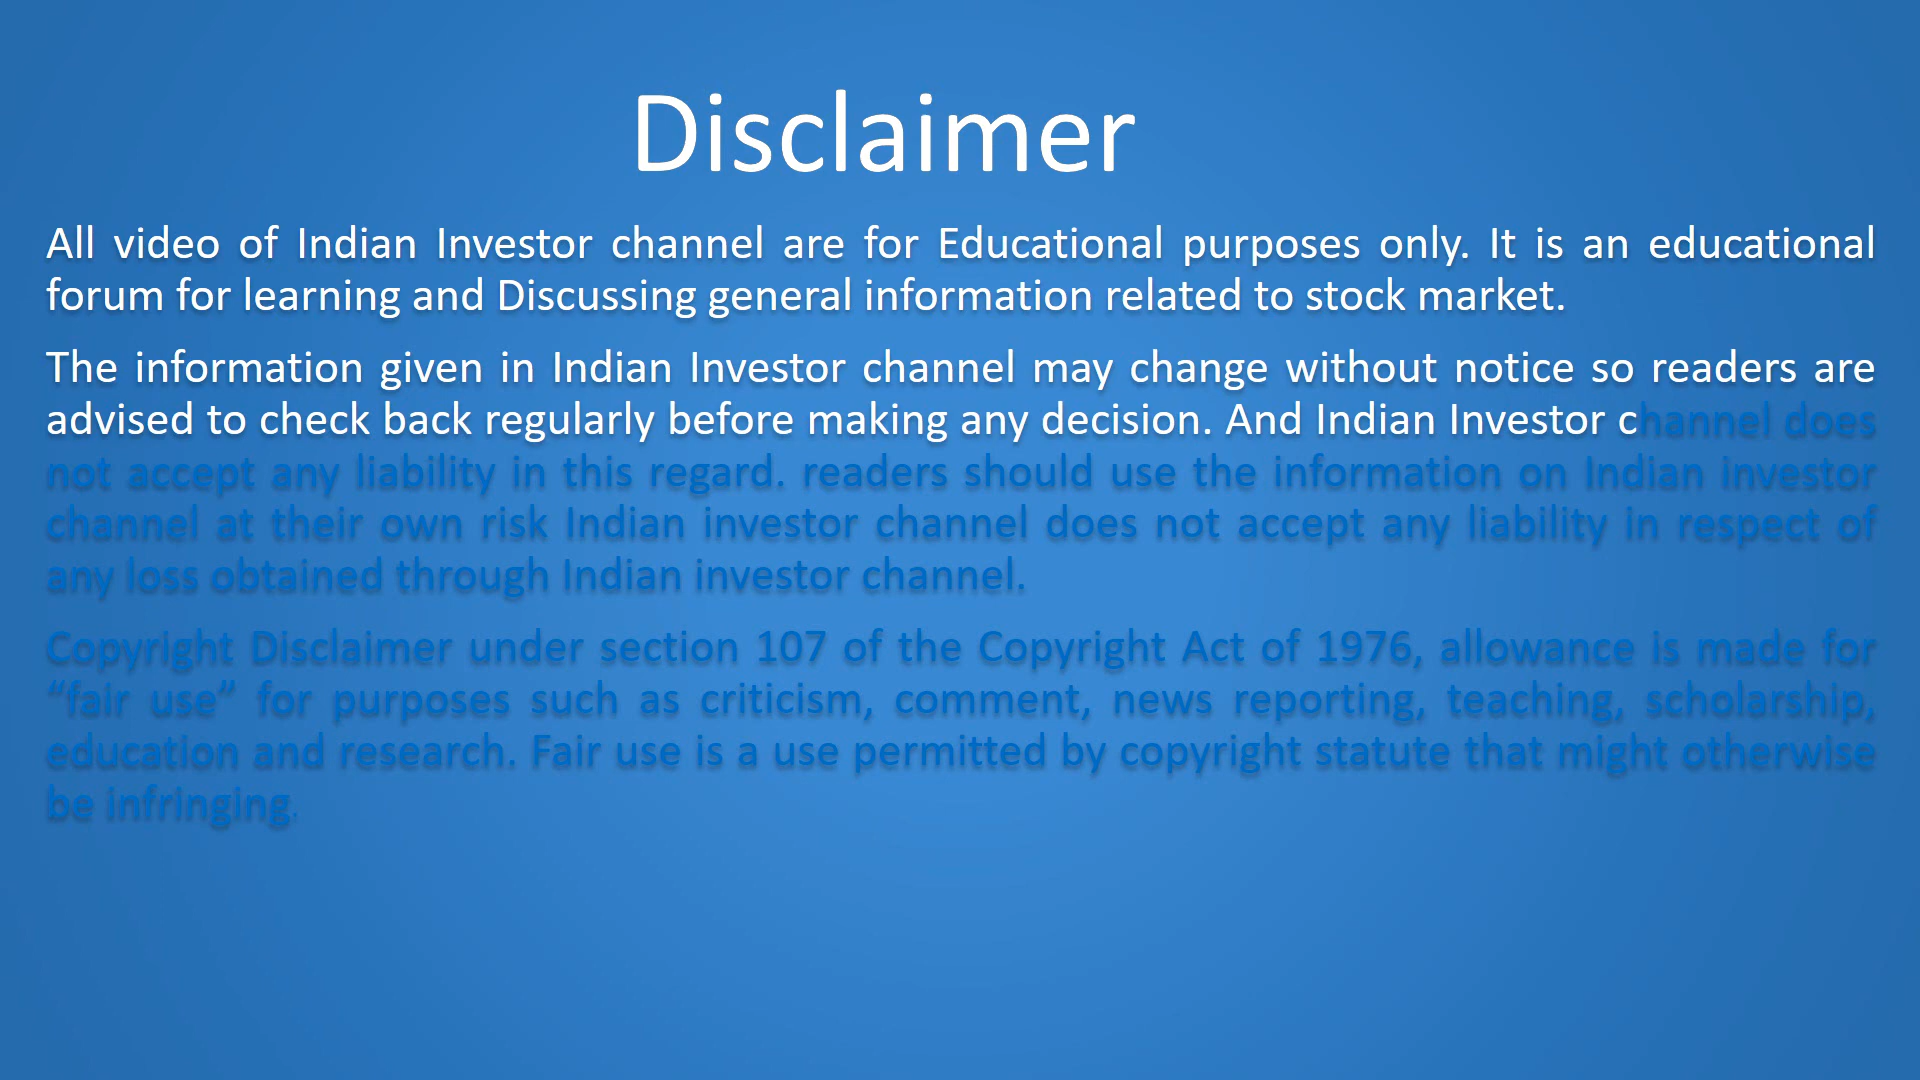 Disclaimer
All video of Indian Investor channel are for Educational purposes only. It is an educational
forum for learning and Discussing general information related to stock market.
The information given in Indian Investor channel may change without notice so readers are
advised to check back regularly before making any decision. And Indian Investor channel does
not accept any liability in this regard. readers should use the information on Indian investor
channel at their own risk Indian investor channel does not accept any liability in respect of
any loss obtained through Indian investor channel.
Copyright Disclaimer under section 107 of the Copyright Act of 1976, allowance is made for
“fair use” for purposes such as criticism, comment, news reporting, teaching, scholarship,
education and research. Fair use is a use permitted by copyright statute that might otherwise
be infringing.